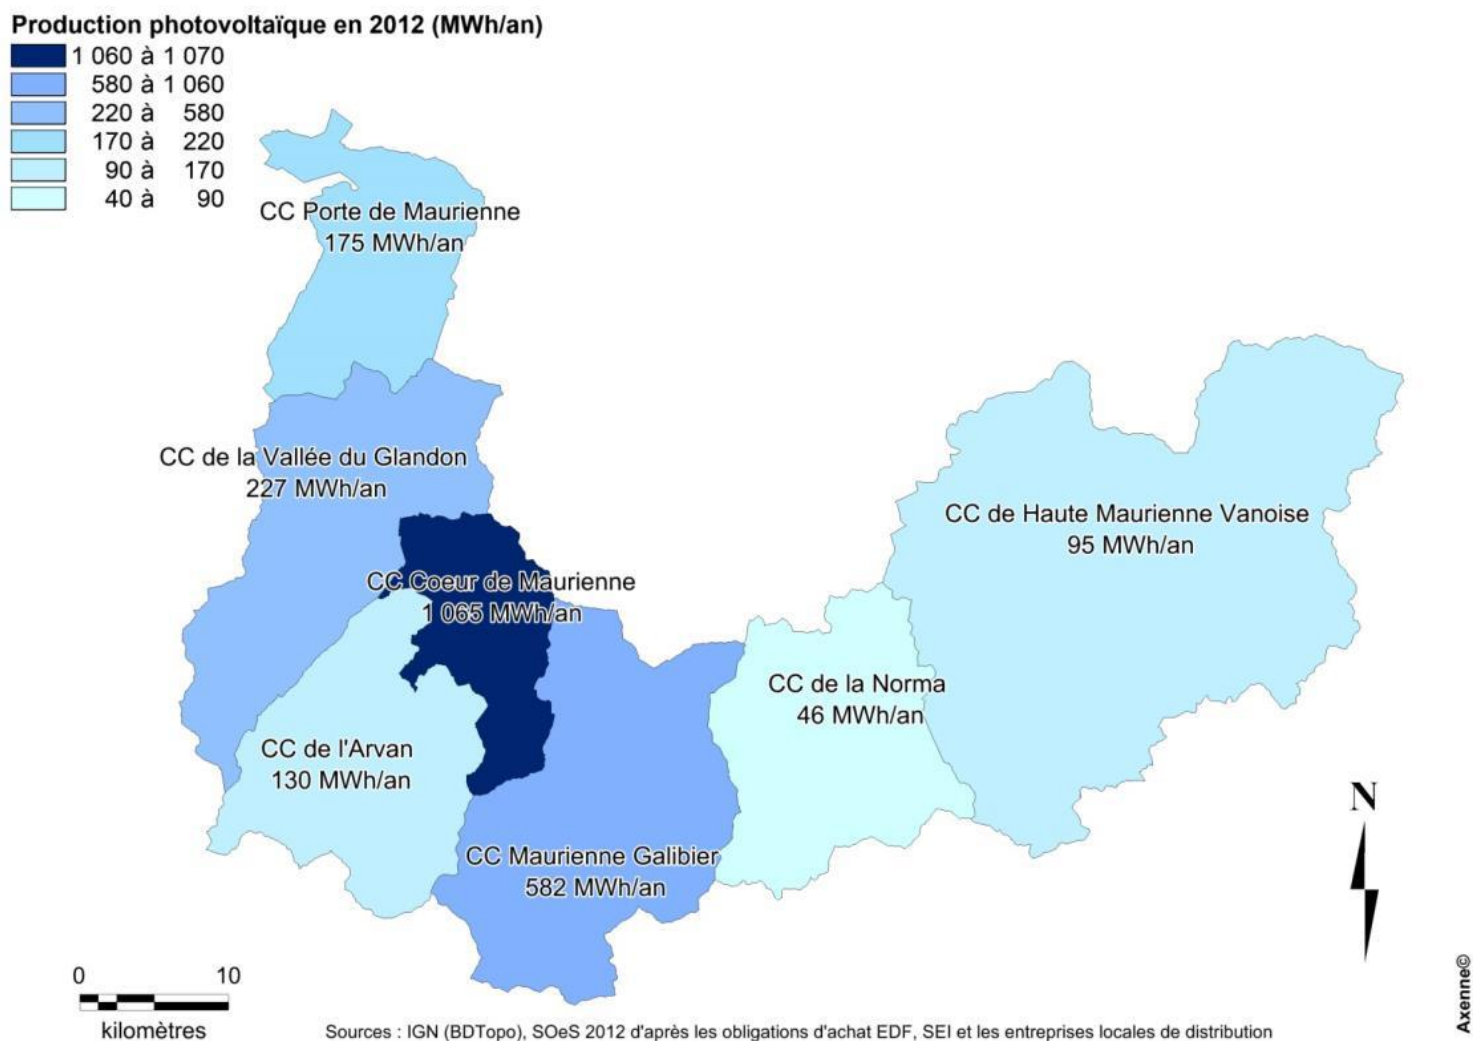 Production photovoltaïque en 2012 (MWh/an)
1 060 à 1 070
580 à 1 060
220 à 580
170 à 220
90 à 170
40 à 90
CC Porte de Maurienne
175 MWh/an
CC de la Vallée du Glandon
227 MWh/an
CC de Haute Maurienne Vanoise
95 MWh/an
CC Coeur de Maurienne
1 065 MWh/an
CC de la Norma
46 MWh/an
CC de l'Arvan
130 MWh/an
CC Maurienne Galibier
582 MWh/an
N
0 10
kilomètres
Sources : IGN (BDTopo), SOeS 2012 d'après les obligations d'achat EDF, SEI et les entreprises locales de distribution
Axenne©